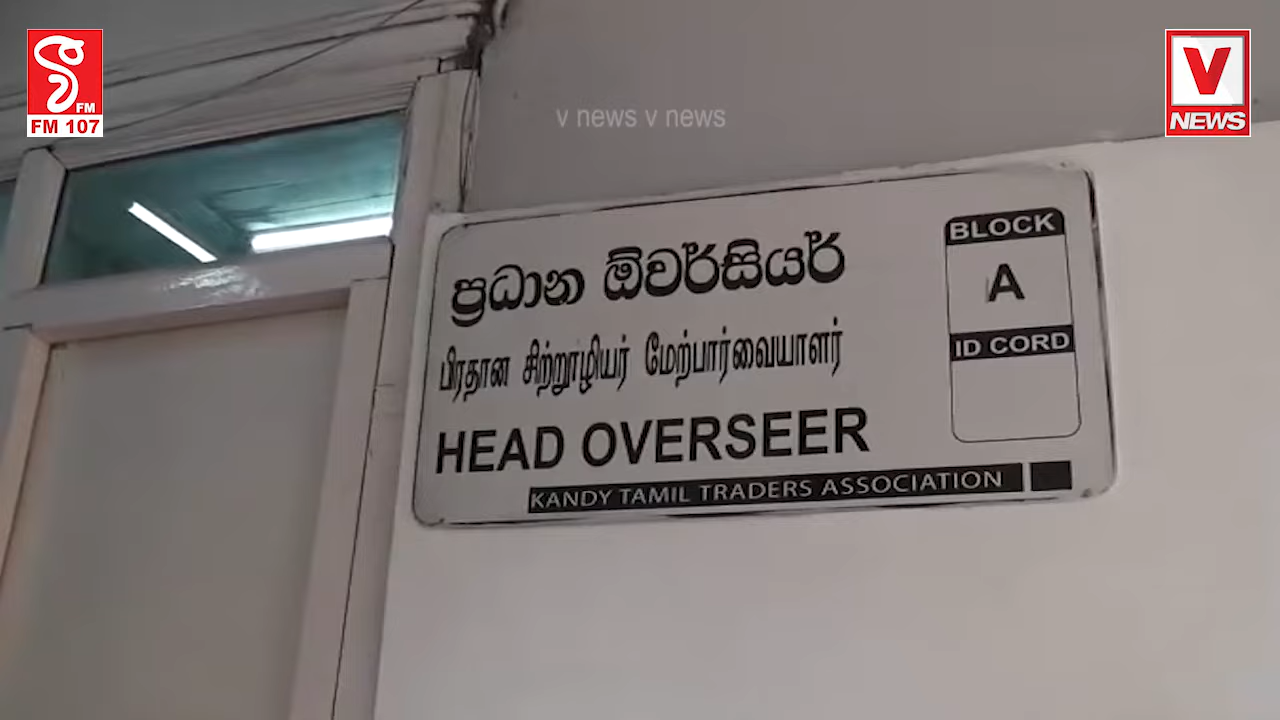 FM
FM 107
v news v news
V
NEWS
ප්‍රධාන ඕවර්සියර්
பிரதான சிற்றூழியர் மேற்பார்வையாளர்
HEAD OVERSEER
KANDY TAMIL TRADERS ASSOCIATION
BLOCK
A
ID CORD